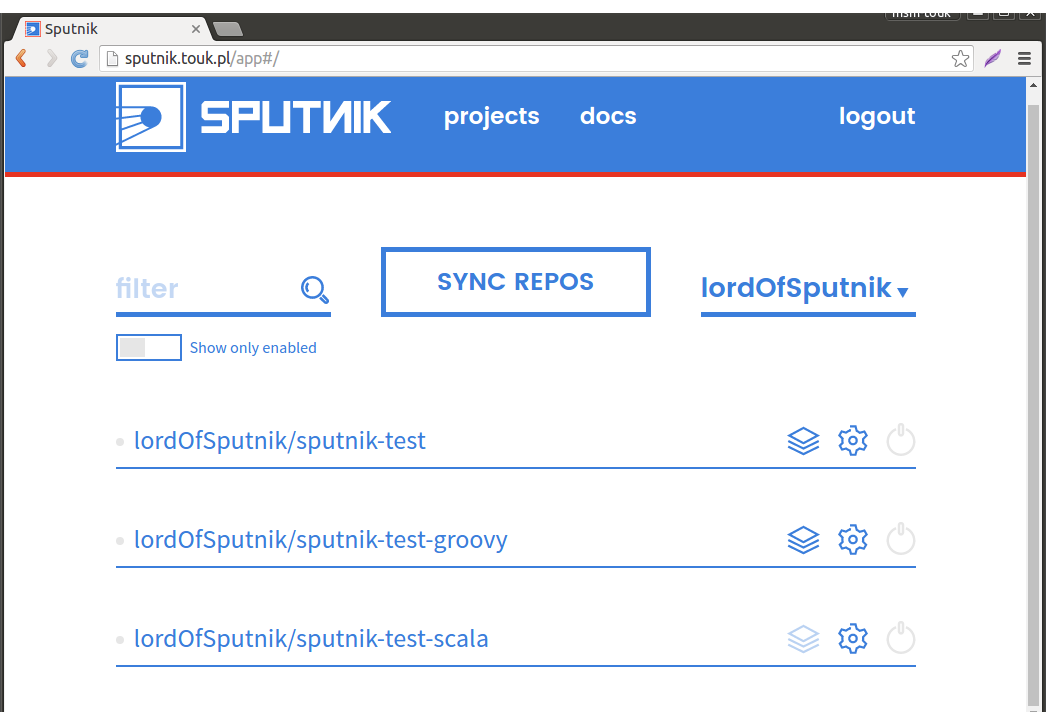 msm-touk
Sputnik
sputnik.touk.pl/app#/
SPUTNIK
projects
docs
logout
filter
SYNC REPOS
lordOfSputnik
Show only enabled
lordOfSputnik/sputnik-test
lordOfSputnik/sputnik-test-groovy
lordOfSputnik/sputnik-test-scala